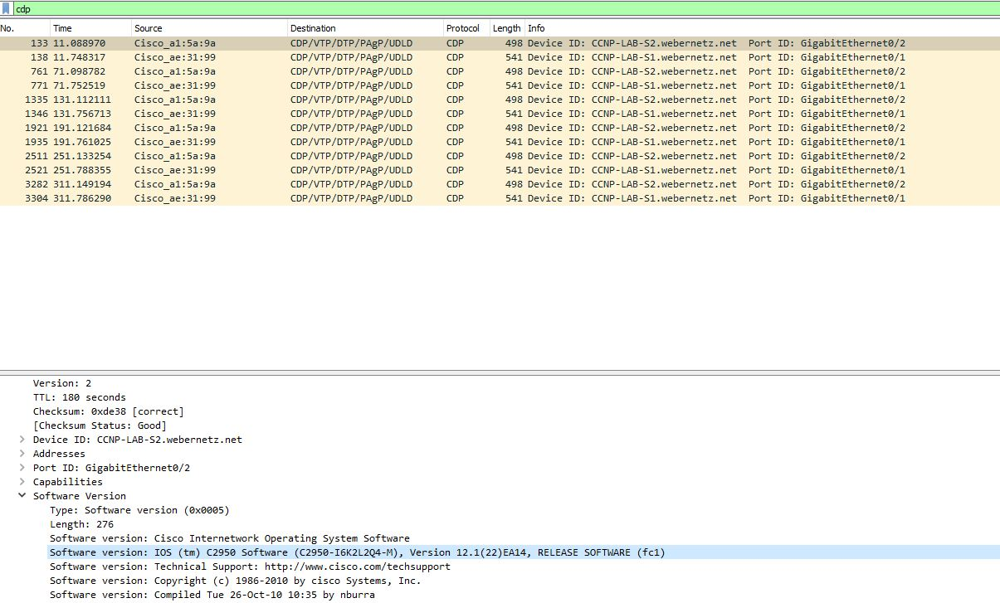 cdp
No. Time Source Destination Protocol Length Info
133 11.088970 Cisco_a1:5a:9a CDP/VTP/DTP/PAgP/UDLD CDP 498 Device ID: CCNP-LAB-S2.webernetz.net Port ID: GigabitEthernet0/2
138 11.748317 Cisco_ae:31:99 CDP/VTP/DTP/PAgP/UDLD CDP 541 Device ID: CCNP-LAB-S1.webernetz.net Port ID: GigabitEthernet0/1
761 71.098782 Cisco_a1:5a:9a CDP/VTP/DTP/PAgP/UDLD CDP 498 Device ID: CCNP-LAB-S2.webernetz.net Port ID: GigabitEthernet0/2
771 71.752519 Cisco_ae:31:99 CDP/VTP/DTP/PAgP/UDLD CDP 541 Device ID: CCNP-LAB-S1.webernetz.net Port ID: GigabitEthernet0/1
1335 131.112111 Cisco_a1:5a:9a CDP/VTP/DTP/PAgP/UDLD CDP 498 Device ID: CCNP-LAB-S2.webernetz.net Port ID: GigabitEthernet0/2
1346 131.756713 Cisco_ae:31:99 CDP/VTP/DTP/PAgP/UDLD CDP 541 Device ID: CCNP-LAB-S1.webernetz.net Port ID: GigabitEthernet0/1
1921 191.121684 Cisco_a1:5a:9a CDP/VTP/DTP/PAgP/UDLD CDP 498 Device ID: CCNP-LAB-S2.webernetz.net Port ID: GigabitEthernet0/2
1935 191.761025 Cisco_ae:31:99 CDP/VTP/DTP/PAgP/UDLD CDP 541 Device ID: CCNP-LAB-S1.webernetz.net Port ID: GigabitEthernet0/1
2511 251.133254 Cisco_a1:5a:9a CDP/VTP/DTP/PAgP/UDLD CDP 498 Device ID: CCNP-LAB-S2.webernetz.net Port ID: GigabitEthernet0/2
2521 251.788355 Cisco_ae:31:99 CDP/VTP/DTP/PAgP/UDLD CDP 541 Device ID: CCNP-LAB-S1.webernetz.net Port ID: GigabitEthernet0/1
3282 311.149194 Cisco_a1:5a:9a CDP/VTP/DTP/PAgP/UDLD CDP 498 Device ID: CCNP-LAB-S2.webernetz.net Port ID: GigabitEthernet0/2
3304 311.786290 Cisco_ae:31:99 CDP/VTP/DTP/PAgP/UDLD CDP 541 Device ID: CCNP-LAB-S1.webernetz.net Port ID: GigabitEthernet0/1
Version: 2
TTL: 180 seconds
Checksum: 0xde38 [correct]
[Checksum Status: Good]
Device ID: CCNP-LAB-S2.webernetz.net
Addresses
Port ID: GigabitEthernet0/2
Capabilities
Software Version
Type: Software version (0x0005)
Length: 276
Software version: Cisco Internetwork Operating System Software
Software version: IOS (tm) C2950 Software (C2950-I6K2L2Q4-M), Version 12.1(22)EA14, RELEASE SOFTWARE (fc1)
Software version: Technical Support: http://www.cisco.com/techsupport
Software version: Copyright (c) 1986-2010 by cisco Systems, Inc.
Software version: Compiled Tue 26-Oct-10 10:35 by nburra